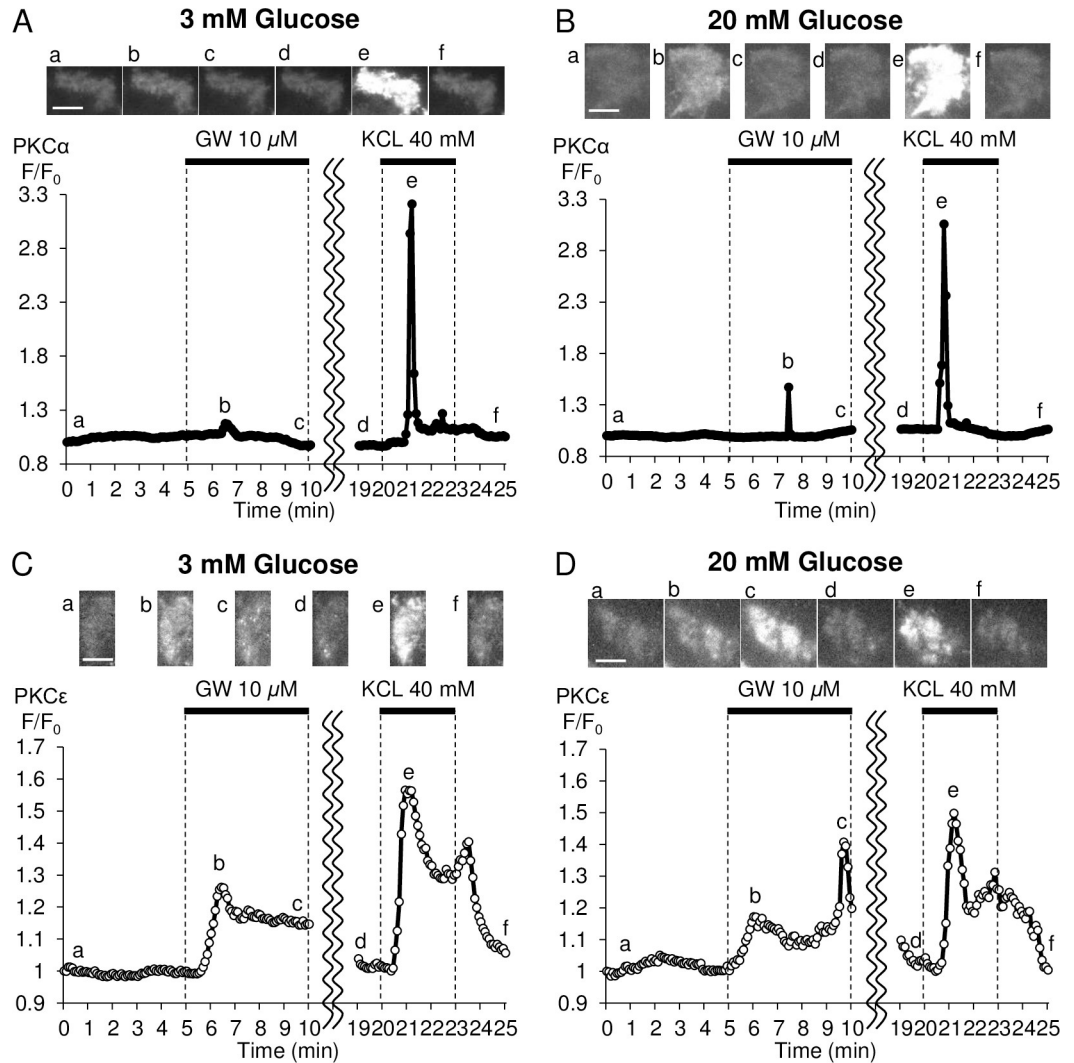 A 3 mM Glucose
a b c d e f
GW 10 µM KCL 40 mM
PKCα
F/F0
e
3.3
2.8
2.3
1.8
1.3
0.8
a b c d f
0 1 2 3 4 5 6 7 8 9 10 19 20 21 22 23 24 25
Time (min)
B 20 mM Glucose
a b c d e f
GW 10 µM KCL 40 mM
PKCα
F/F0
e
3.3
2.8
2.3
1.8
1.3
0.8
a b c d f
0 1 2 3 4 5 6 7 8 9 10 19 20 21 22 23 24 25
Time (min)
C 3 mM Glucose
a b c d e f
GW 10 µM KCL 40 mM
PKCε
F/F0
1.7
1.6
1.5
1.4
1.3
1.2
1.1
1
0.9
a b c d e f
0 1 2 3 4 5 6 7 8 9 10 19 20 21 22 23 24 25
Time (min)
D 20 mM Glucose
a b c d e f
GW 10 µM KCL 40 mM
PKCε
F/F0
1.7
1.6
1.5
1.4
1.3
1.2
1.1
1
0.9
a b c d e f
0 1 2 3 4 5 6 7 8 9 10 19 20 21 22 23 24 25
Time (min)